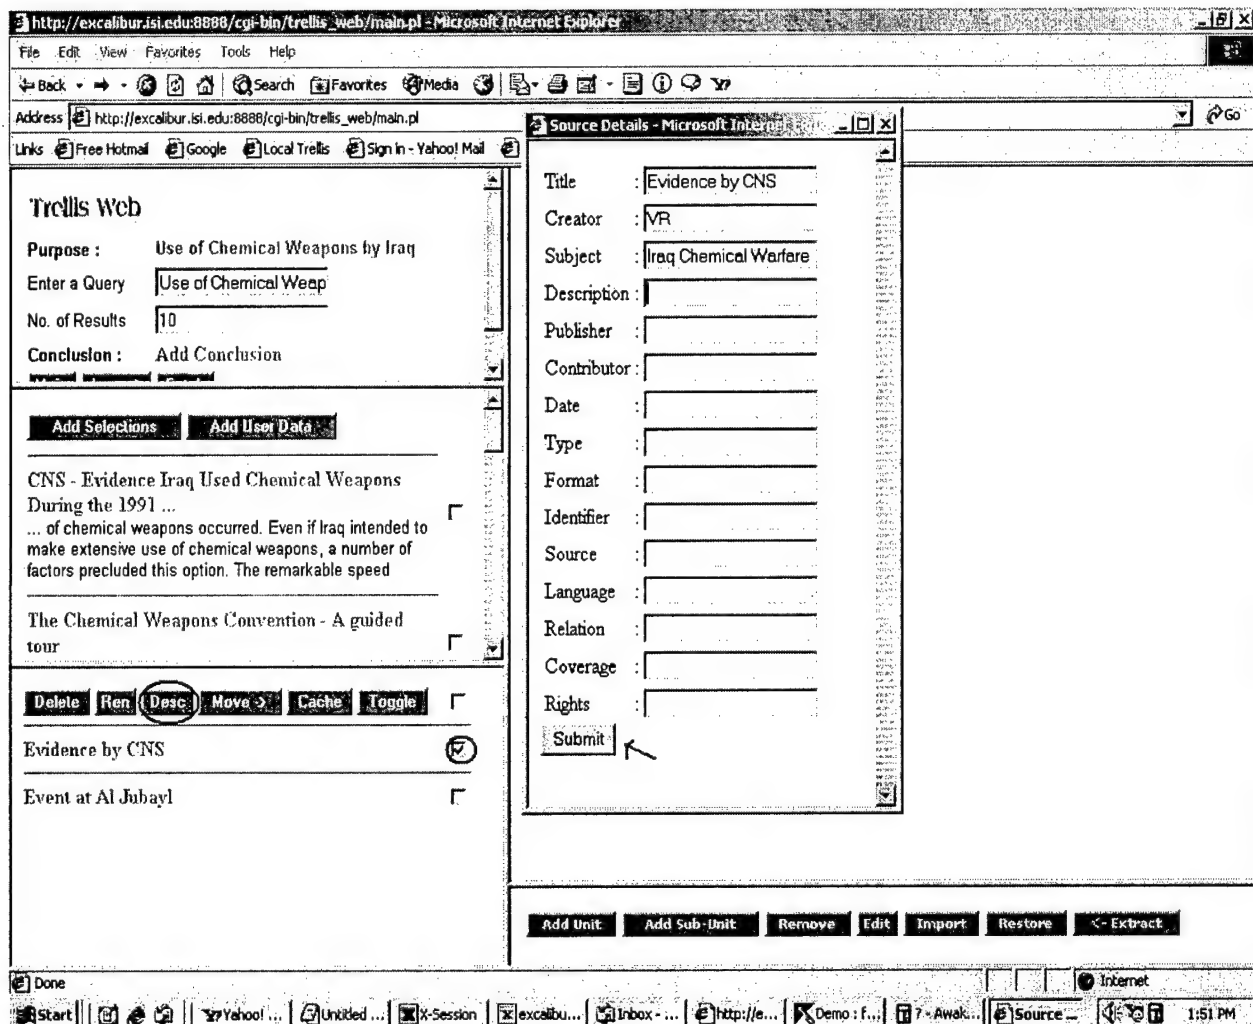 http://excalibur.isi.edu:8888/cgi-bin/trellis_web/main.pl - Microsoft Internet Explorer
File Edit View Favorites Tools Help
Back Search Favorites Media
Address http://excalibur.isi.edu:8888/cgi-bin/trellis_web/main.pl Go
Links Free Hotmail Google Local Trellis Sign In - Yahoo! Mail
Trellis Web
Purpose : Use of Chemical Weapons by Iraq
Enter a Query Use of Chemical Weap
No. of Results 10
Conclusion : Add Conclusion
Add Selections Add User Data
CNS - Evidence Iraq Used Chemical Weapons
During the 1991 ...
... of chemical weapons occurred. Even if Iraq intended to
make extensive use of chemical weapons, a number of
factors precluded this option. The remarkable speed
The Chemical Weapons Convention - A guided
tour
Delete Ren Desc Move -> Cache Toggle
Evidence by CNS
Event at Al Jubayl
Source Details - Microsoft Internet
Title : Evidence by CNS
Creator : VR
Subject : Iraq Chemical Warfare
Description :
Publisher :
Contributor :
Date :
Type :
Format :
Identifier :
Source :
Language :
Relation :
Coverage :
Rights :
Submit
Add Unit Add Sub-Unit Remove Edit Import Restore <- Extract
Done Internet
Start Yahoo! ... Untitled ... X-Session excalibu... Inbox - ... http://e... Demo : f... ? - Awak... Source ... 1:51 PM